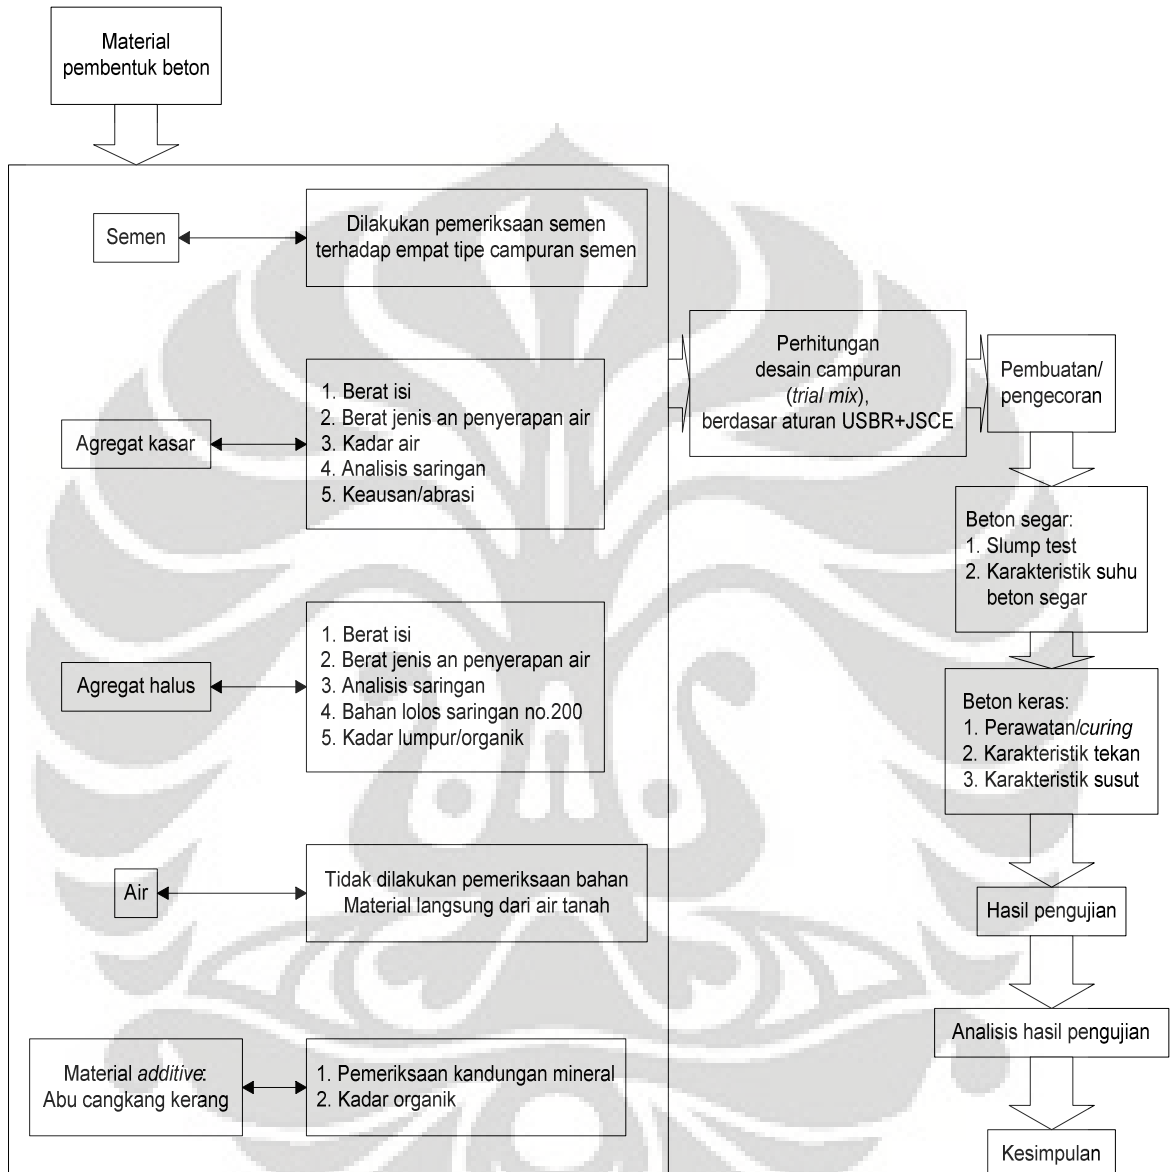 Material
pembentuk beton
Semen
Dilakukan pemeriksaan semen
terhadap empat tipe campuran semen
Agregat kasar
1. Berat isi
2. Berat jenis an penyerapan air
3. Kadar air
4. Analisis saringan
5. Keausan/abrasi
Agregat halus
1. Berat isi
2. Berat jenis an penyerapan air
3. Analisis saringan
4. Bahan lolos saringan no.200
5. Kadar lumpur/organik
Air
Tidak dilakukan pemeriksaan bahan
Material langsung dari air tanah
Material additive:
Abu cangkang kerang
1. Pemeriksaan kandungan mineral
2. Kadar organik
Perhitungan
desain campuran
(trial mix),
berdasar aturan USBR+JSCE
Pembuatan/
pengecoran
Beton segar:
1. Slump test
2. Karakteristik suhu
beton segar
Beton keras:
1. Perawatan/curing
2. Karakteristik tekan
3. Karakteristik susut
Hasil pengujian
Analisis hasil pengujian
Kesimpulan